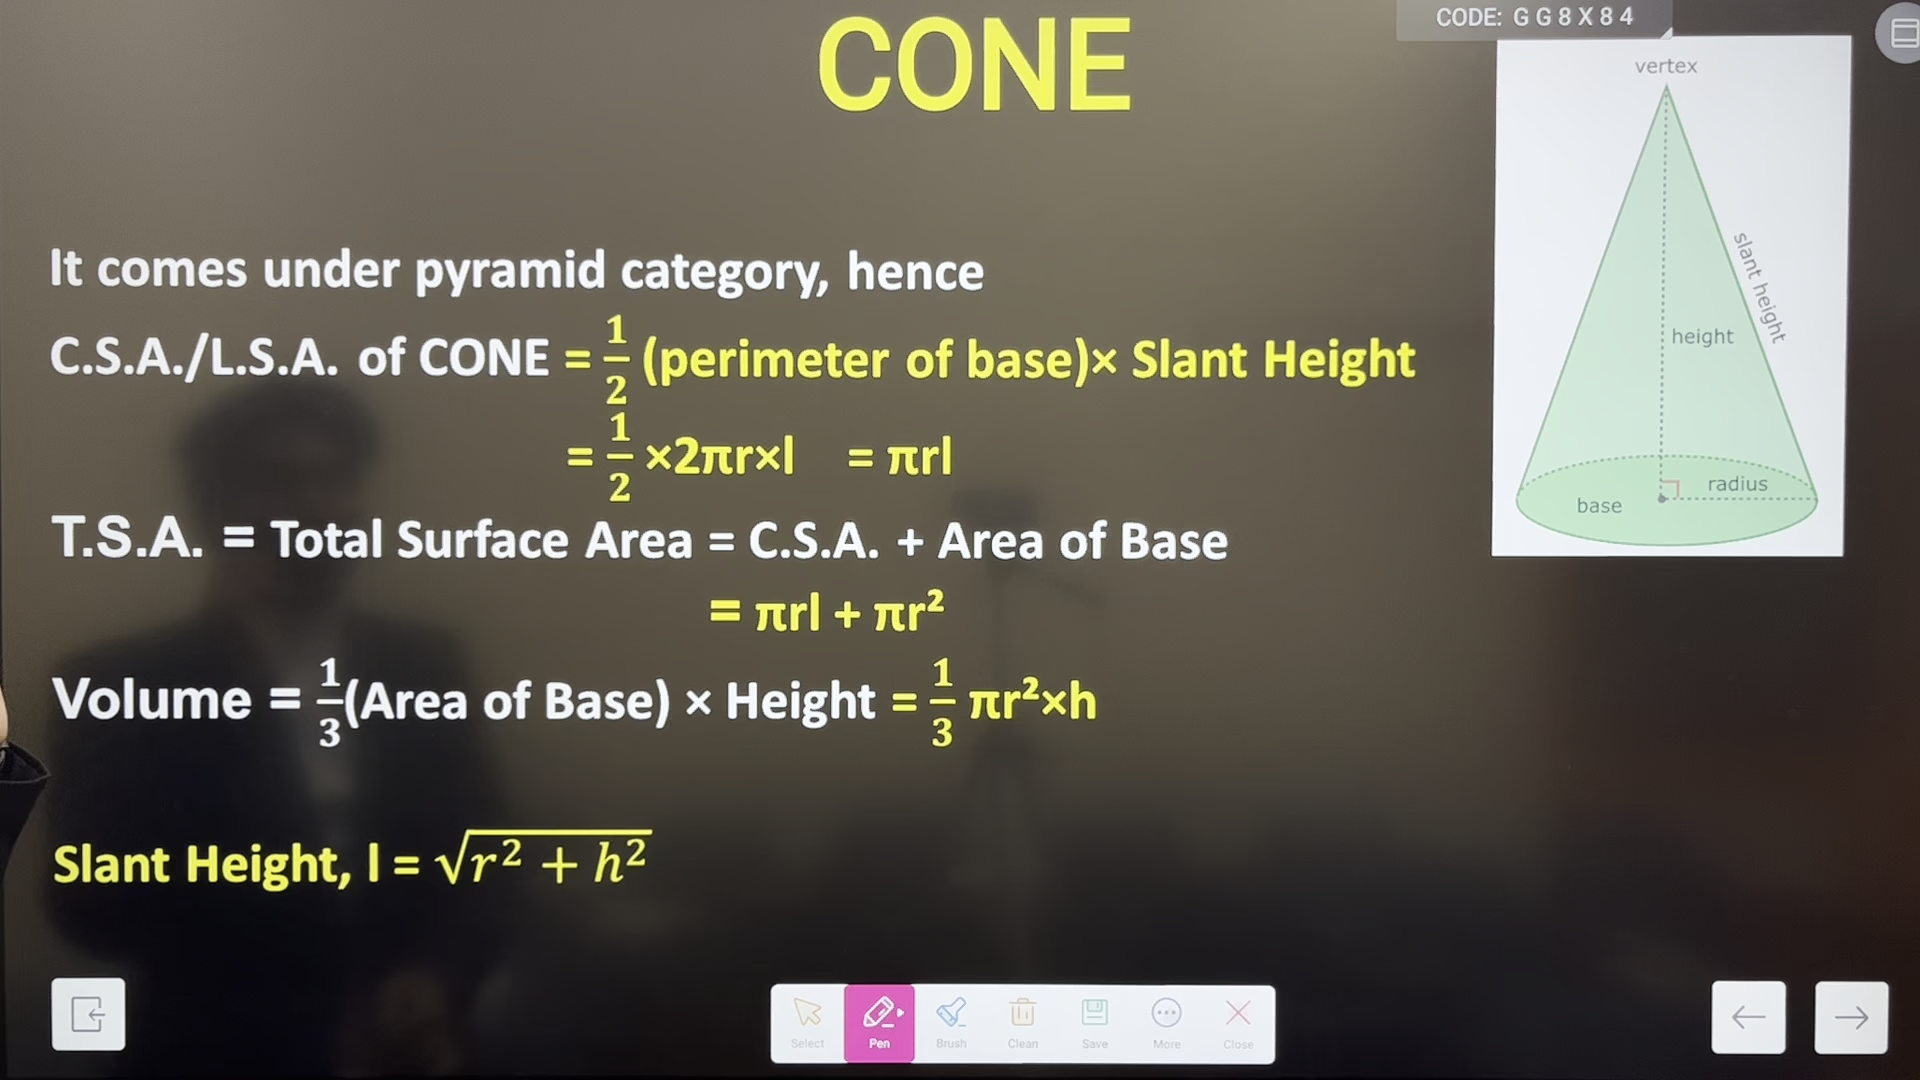 CODE: G G 8 X 8 4
CONE
vertex
slant height
height
radius
base
It comes under pyramid category, hence
C.S.A./L.S.A. of CONE = 1/2 (perimeter of base)× Slant Height
= 1/2 ×2πr×l = πrl
T.S.A. = Total Surface Area = C.S.A. + Area of Base
= πrl + πr²
Volume = 1/3(Area of Base) × Height = 1/3 πr²×h
Slant Height, l = √r² + h²
Select Pen Brush Clean Save More Close